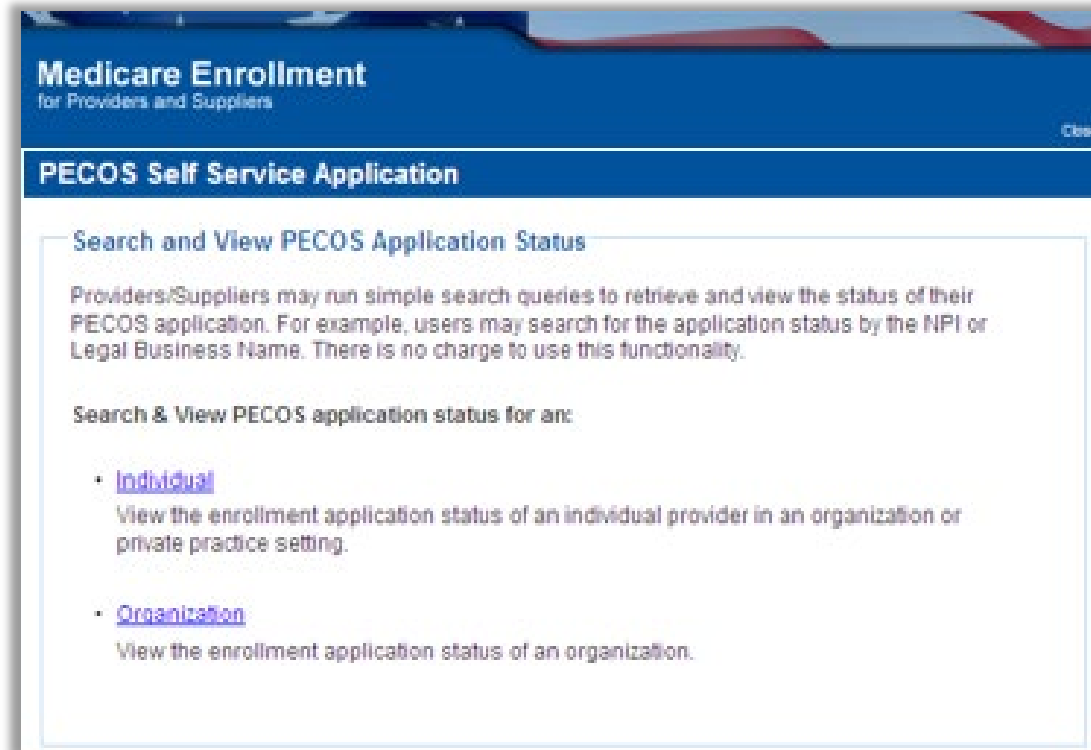 Medicare Enrollment
for Providers and Suppliers
PECOS Self Service Application
Search and View PECOS Application Status
Providers/Suppliers may run simple search queries to retrieve and view the status of their
PECOS application. For example, users may search for the application status by the NPI or
Legal Business Name. There is no charge to use this functionality.
Search & View PECOS application status for an:
• Individual
View the enrollment application status of an individual provider in an organization or
private practice setting.
• Organization
View the enrollment application status of an organization.